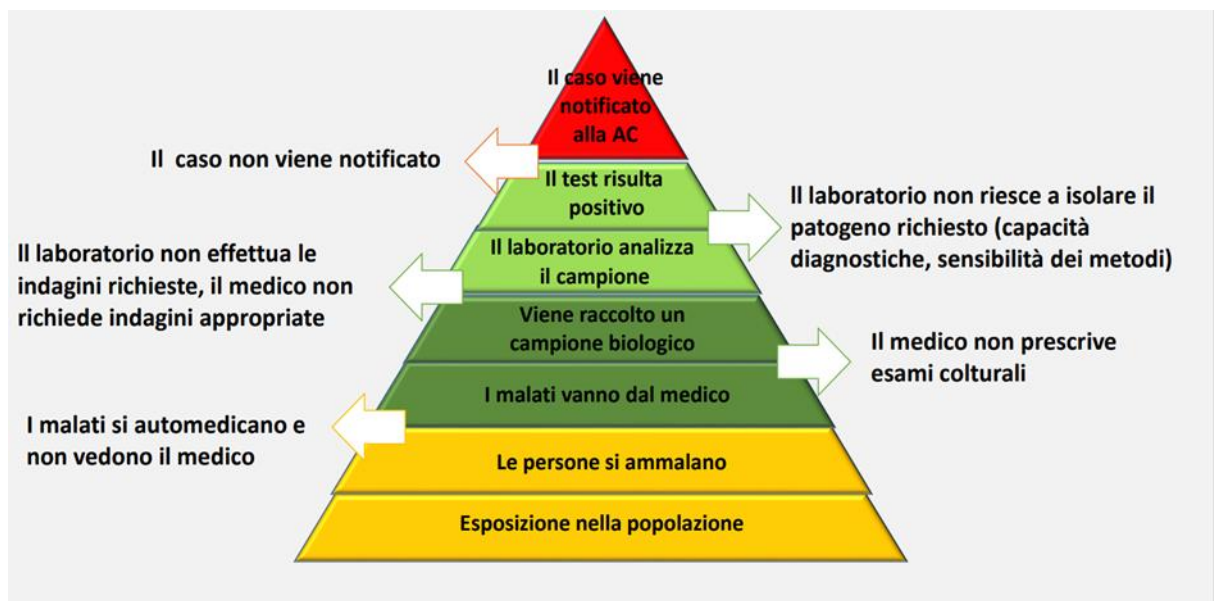 Il caso viene
notificato
alla AC
Il caso non viene notificato
Il test risulta
positivo
Il laboratorio non riesce a isolare il
patogeno richiesto (capacità
diagnostiche, sensibilità dei metodi)
Il laboratorio analizza
il campione
Il laboratorio non effettua le
indagini richieste, il medico non
richiede indagini appropriate
Viene raccolto un
campione biologico
Il medico non prescrive
esami colturali
I malati vanno dal medico
I malati si automedicano e
non vedono il medico
Le persone si ammalano
Esposizione nella popolazione